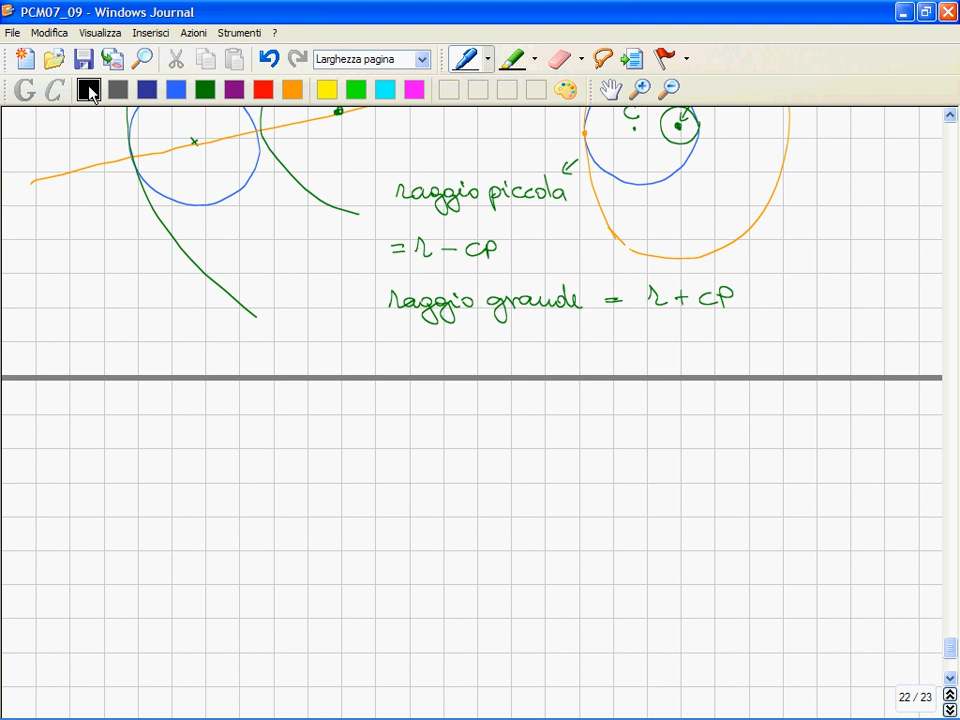 PCM07_09 - Windows Journal
File Modifica Visualizza Inserisci Azioni Strumenti ?
Larghezza pagina
G C
C
raggio piccola
= r - CP
raggio grande = r + CP
22 / 23